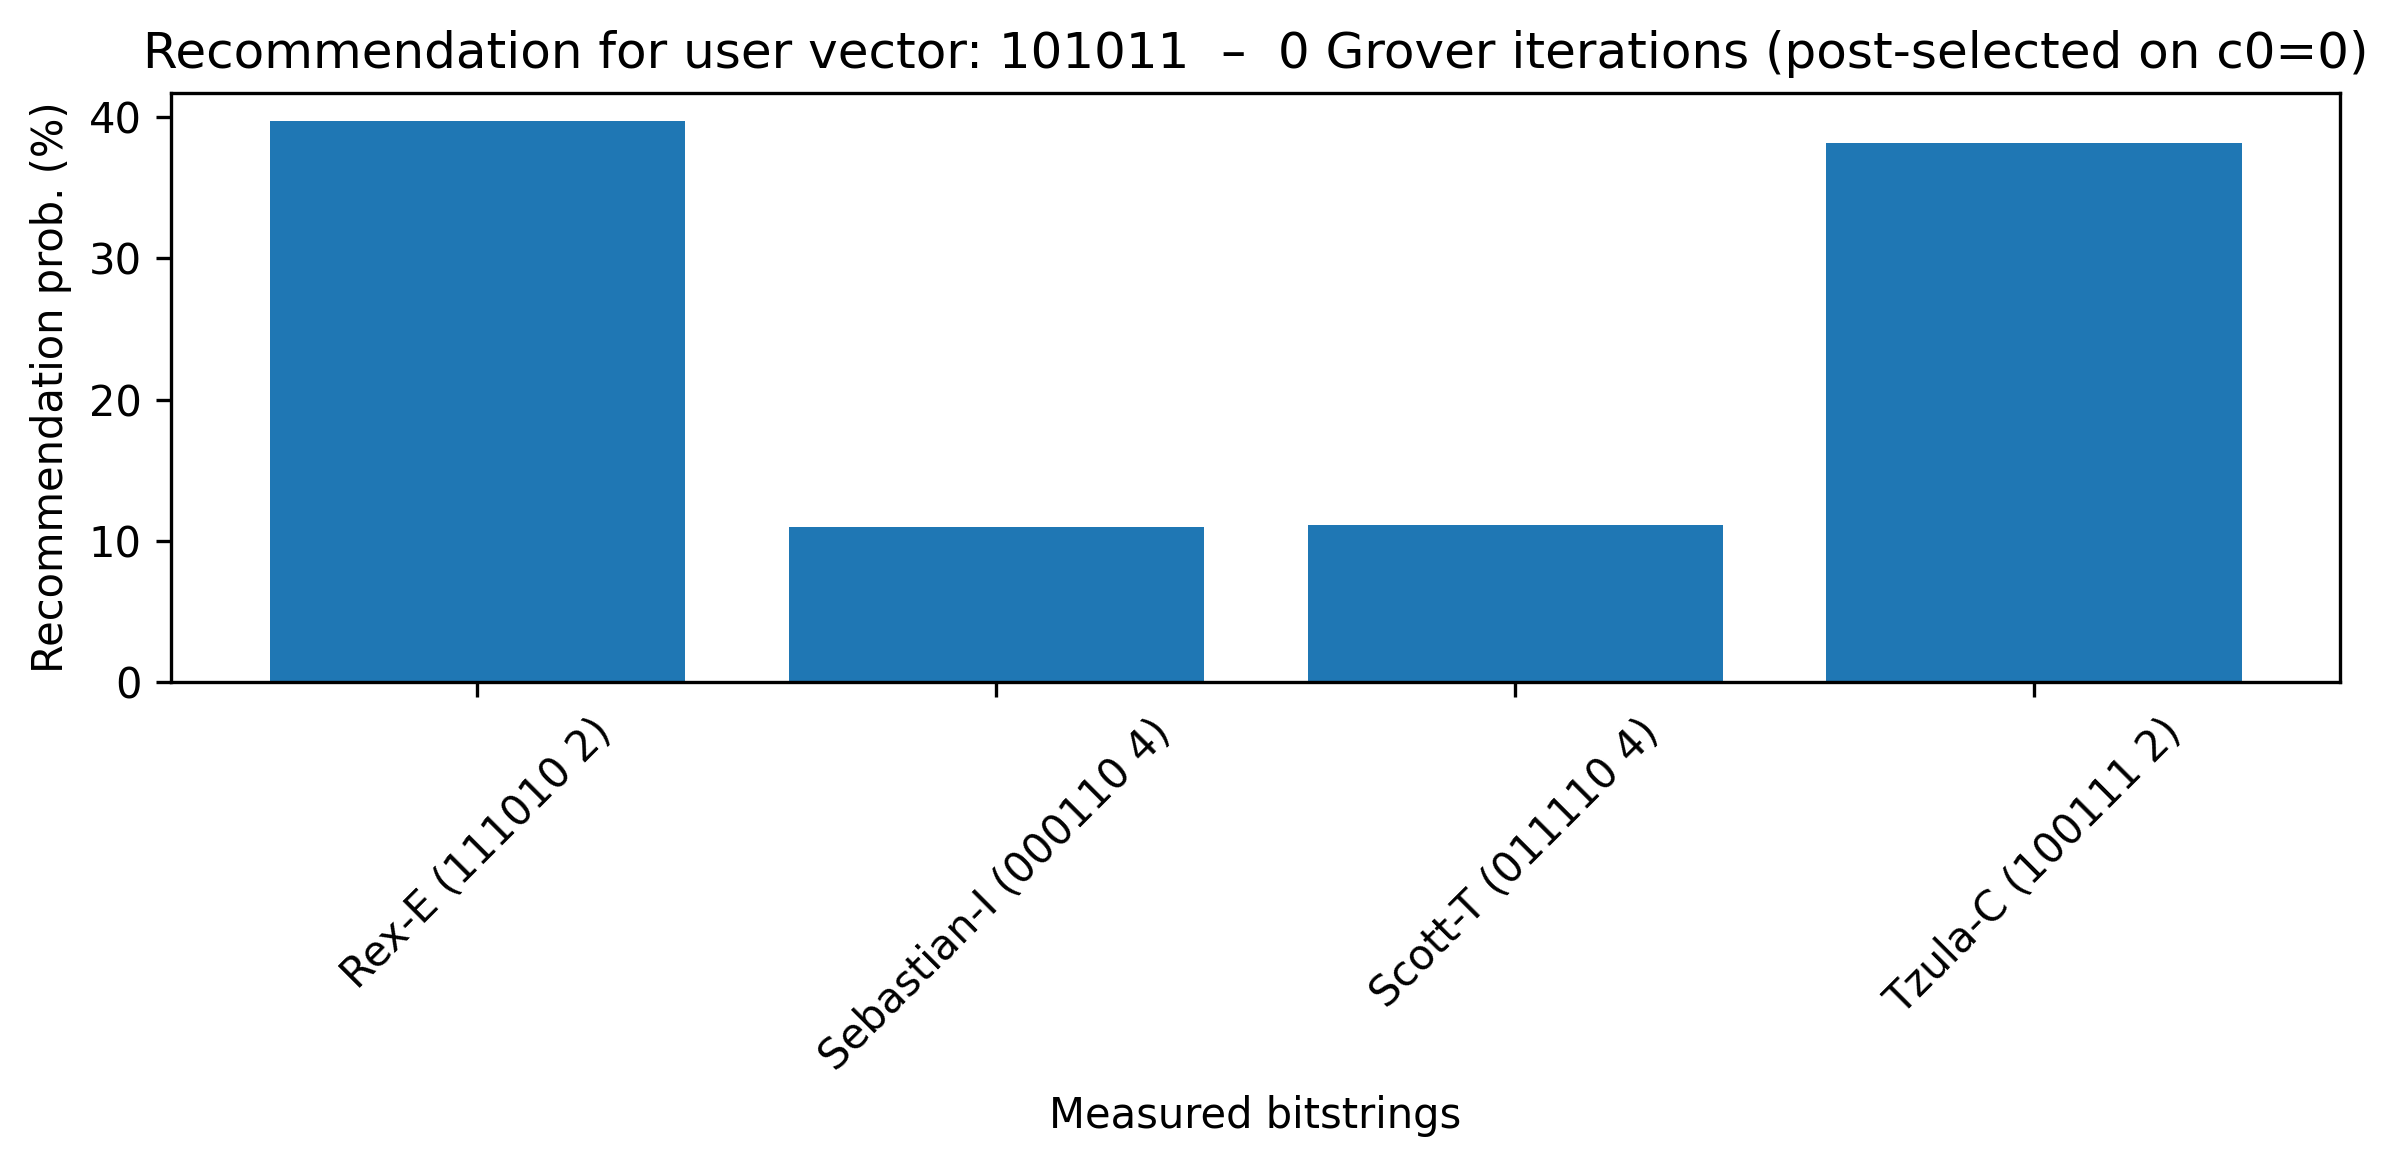 Recommendation for user vector: 101011 – 0 Grover iterations (post-selected on c0=0)
Recommendation prob. (%)
40
30
20
10
0
Rex-E (111010 2)
Sebastian-I (000110 4)
Scott-T (011110 4)
Tzula-C (100111 2)
Measured bitstrings